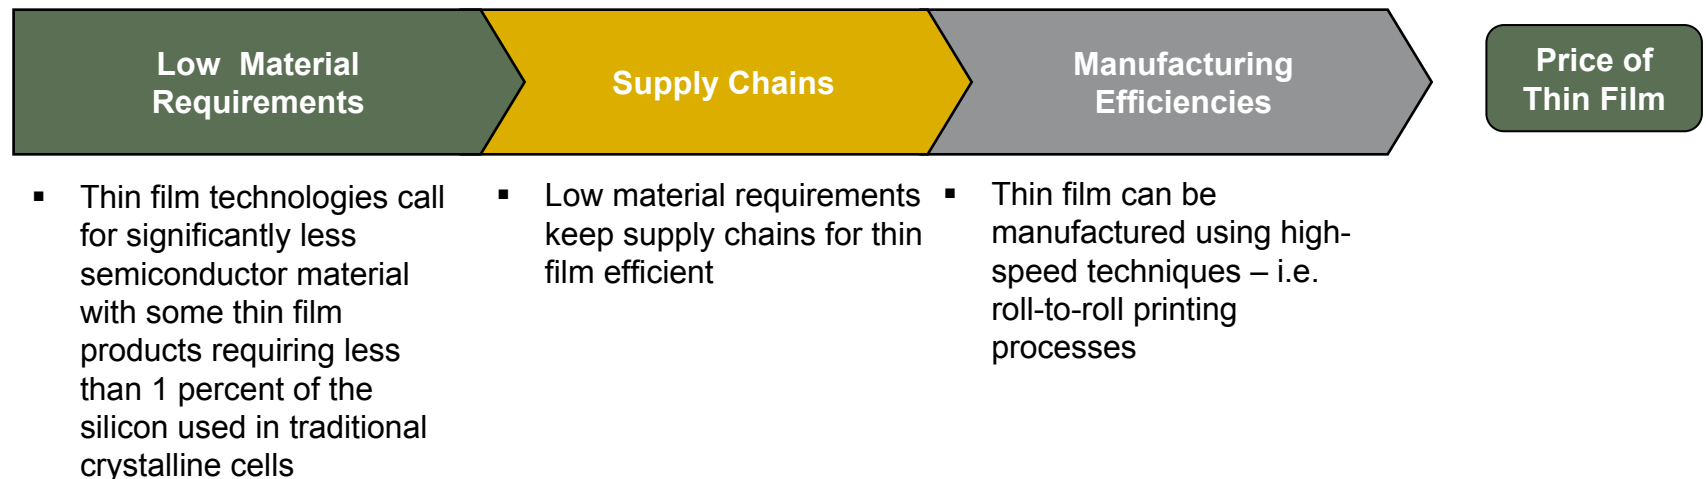 Low Material
Requirements
Supply Chains
Manufacturing
Efficiencies
Price of
Thin Film
▪ Thin film technologies call
for significantly less
semiconductor material
with some thin film
products requiring less
than 1 percent of the
silicon used in traditional
crystalline cells
▪ Low material requirements
keep supply chains for thin
film efficient
▪ Thin film can be
manufactured using high-
speed techniques – i.e.
roll-to-roll printing
processes